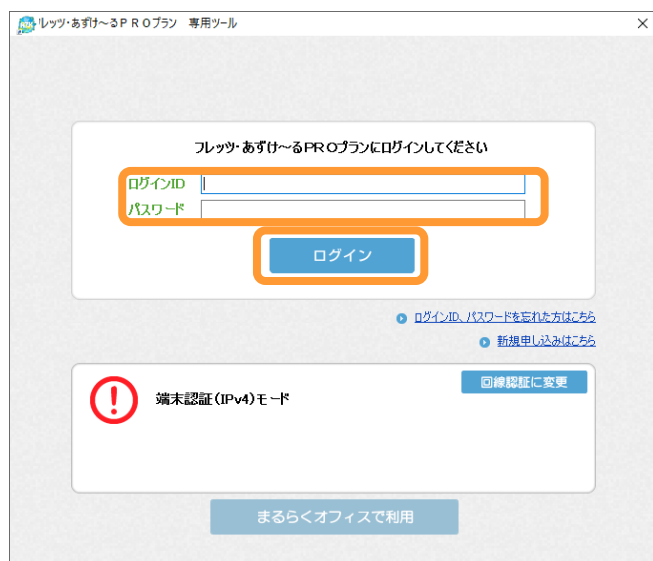 レッツ・あずけ～るＰＲＯプラン　専用ツール
フレッツ・あずけ～るPROプランにログインしてください
ログインID
パスワード
ログイン
ログインID、パスワードを忘れた方はこちら
新規申し込みはこちら
回線認証に変更
端末認証(IPv4)モード
まるらくオフィスで利用